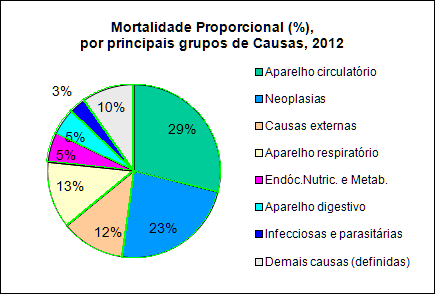 Mortalidade Proporcional (%),
por principais grupos de Causas, 2012
3%
10%
29%
5%
5%
13%
12%
23%
Aparelho circulatório
Neoplasias
Causas externas
Aparelho respiratório
Endóc.Nutric. e Metab.
Aparelho digestivo
Infecciosas e parasitárias
Demais causas (definidas)